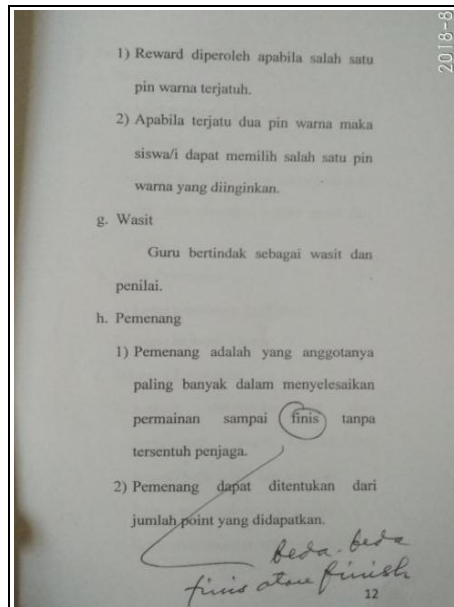 2018-8
1) Reward diperoleh apabila salah satu
pin warna terjatuh.
2) Apabila terjatu dua pin warna maka
siswa/i dapat memilih salah satu pin
warna yang diinginkan.
g. Wasit
Guru bertindak sebagai wasit dan
penilai.
h. Pemenang
1) Pemenang adalah yang anggotanya
paling banyak dalam menyelesaikan
permainan sampai finis tanpa
tersentuh penjaga.
2) Pemenang dapat ditentukan dari
jumlah point yang didapatkan.
beda-beda
finis atau finish
12